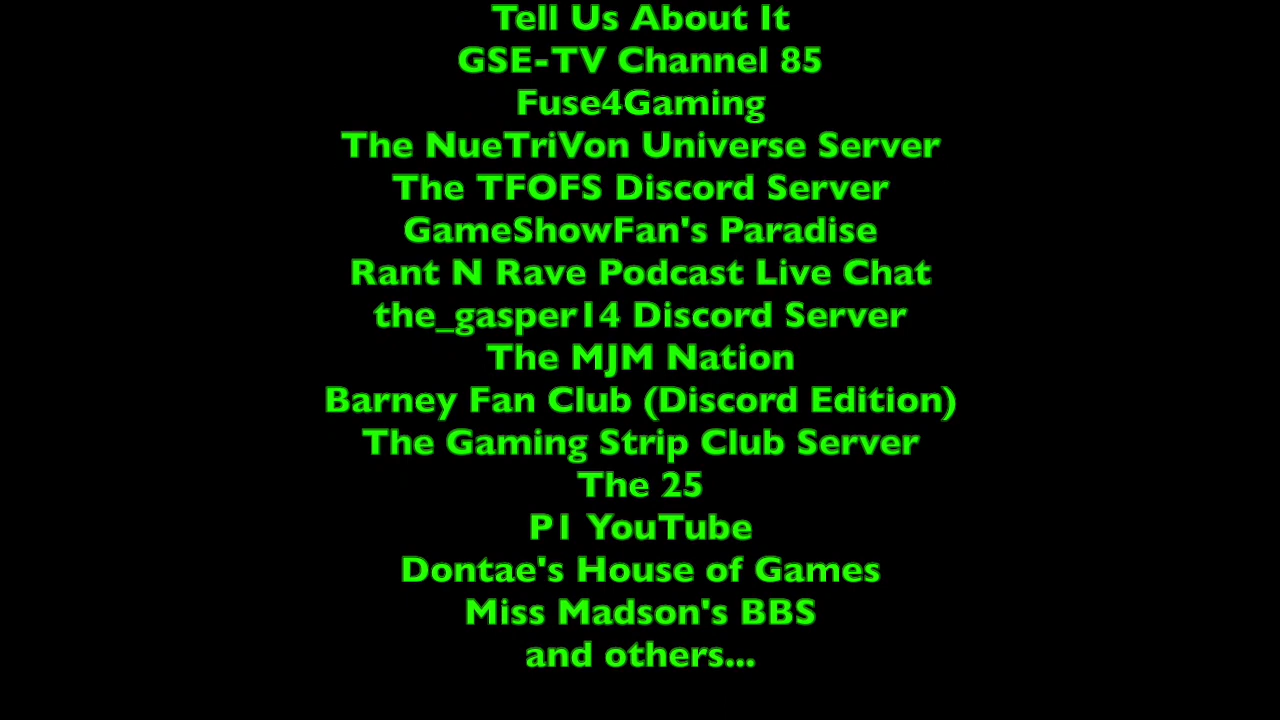 Tell Us About It
GSE-TV Channel 85
Fuse4Gaming
The NueTriVon Universe Server
The TFOFS Discord Server
GameShowFan's Paradise
Rant N Rave Podcast Live Chat
the_gasper14 Discord Server
The MJM Nation
Barney Fan Club (Discord Edition)
The Gaming Strip Club Server
The 25
P1 YouTube
Dontae's House of Games
Miss Madson's BBS
and others...